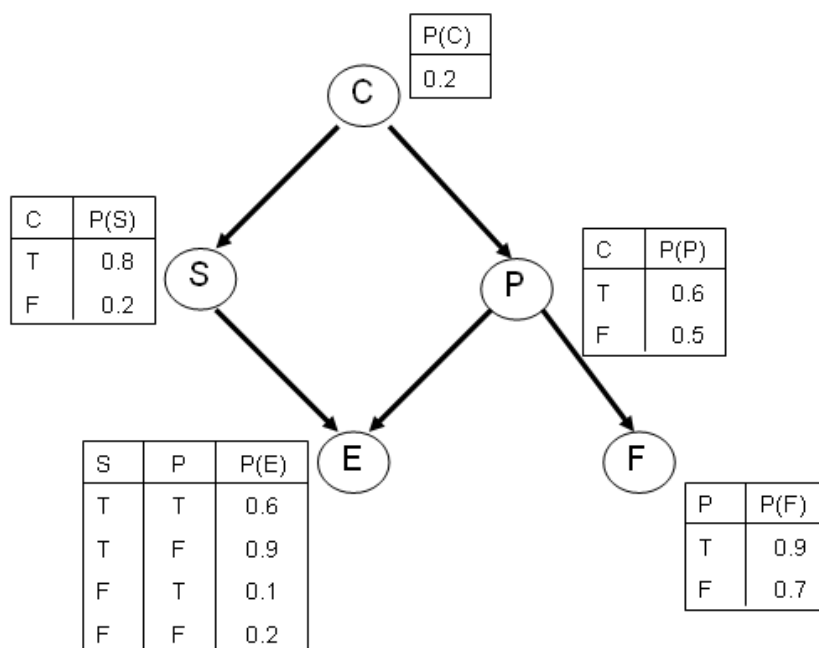 P(C)
0.2
C
C P(S)
T 0.8
F 0.2
S
P
C P(P)
T 0.6
F 0.5
S P P(E)
T T 0.6
T F 0.9
F T 0.1
F F 0.2
E
F
P P(F)
T 0.9
F 0.7